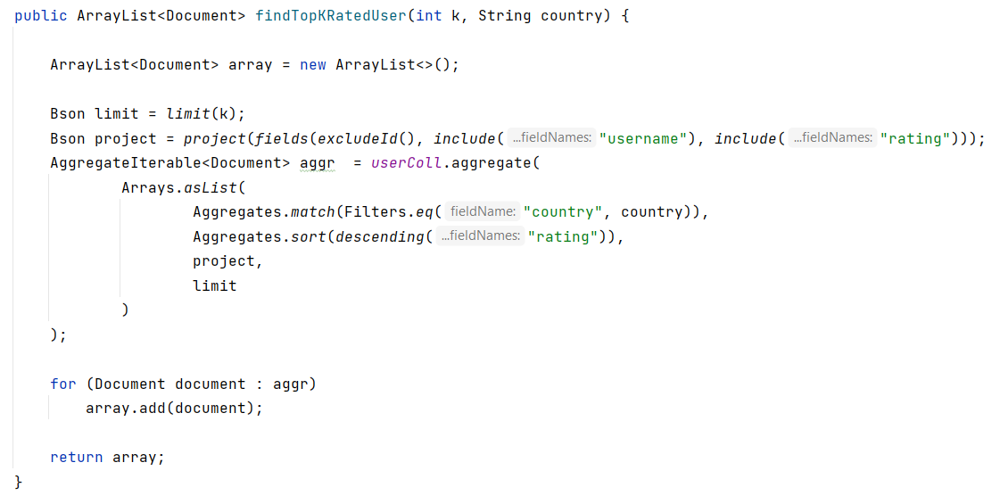 public ArrayList<Document> findTopKRatedUser(int k, String country) {
ArrayList<Document> array = new ArrayList<>();
Bson limit = limit(k);
Bson project = project(fields(excludeId(), include( ...fieldNames: "username"), include( ...fieldNames: "rating")));
AggregateIterable<Document> aggr  = userColl.aggregate(
Arrays.asList(
Aggregates.match(Filters.eq( fieldName: "country", country)),
Aggregates.sort(descending( ...fieldNames: "rating")),
project,
limit
)
);
for (Document document : aggr)
array.add(document);
return array;
}